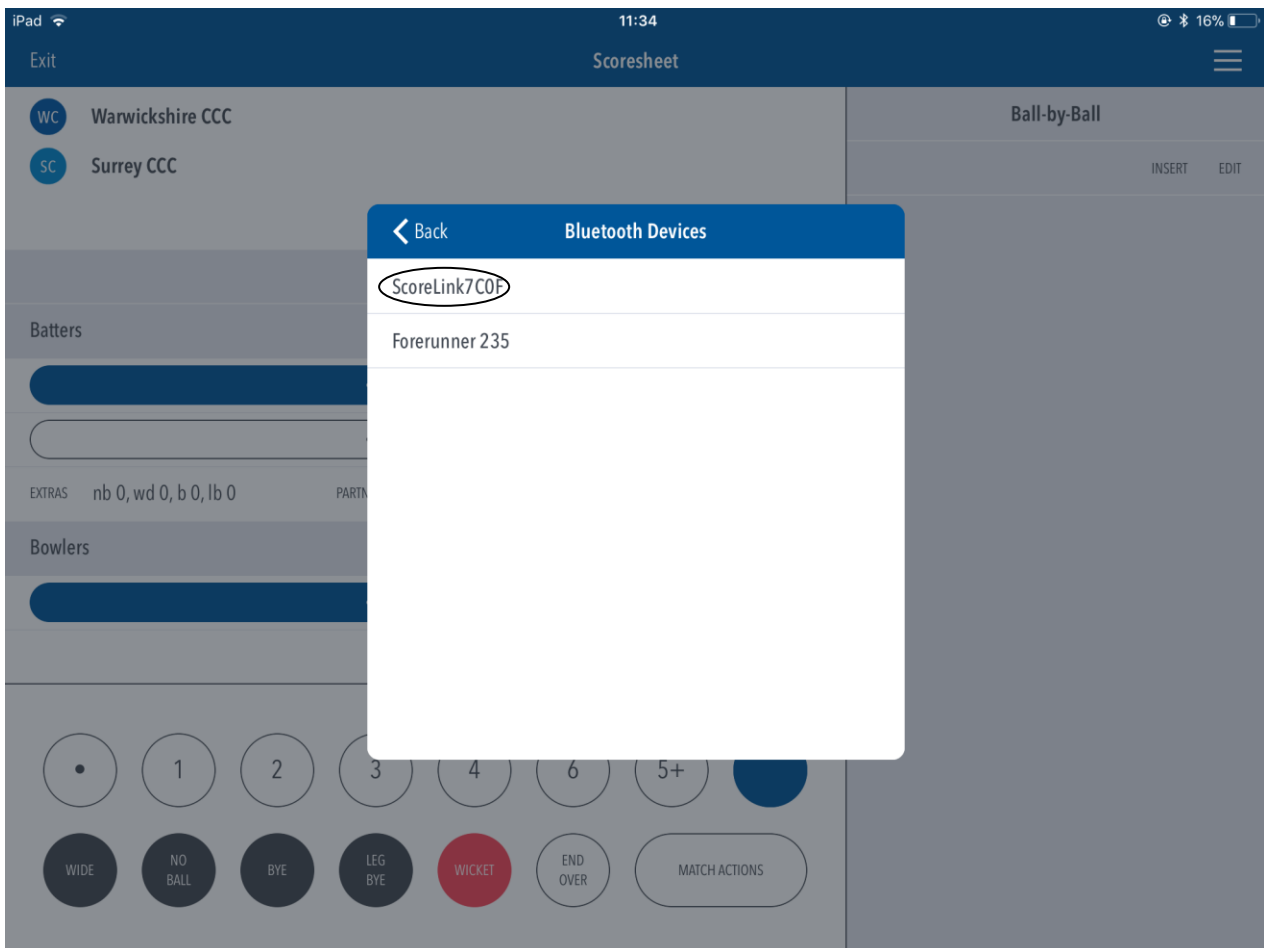 iPad 11:34 16%
Exit Scoresheet
WC Warwickshire CCC
SC Surrey CCC
Ball-by-Ball
INSERT EDIT
Back Bluetooth Devices
ScoreLink7C0F
Forerunner 235
Batters
EXTRAS nb 0, wd 0, b 0, lb 0
Bowlers
1 2 3 4 6 5+
WIDE NO BALL BYE LEG BYE WICKET END OVER MATCH ACTIONS